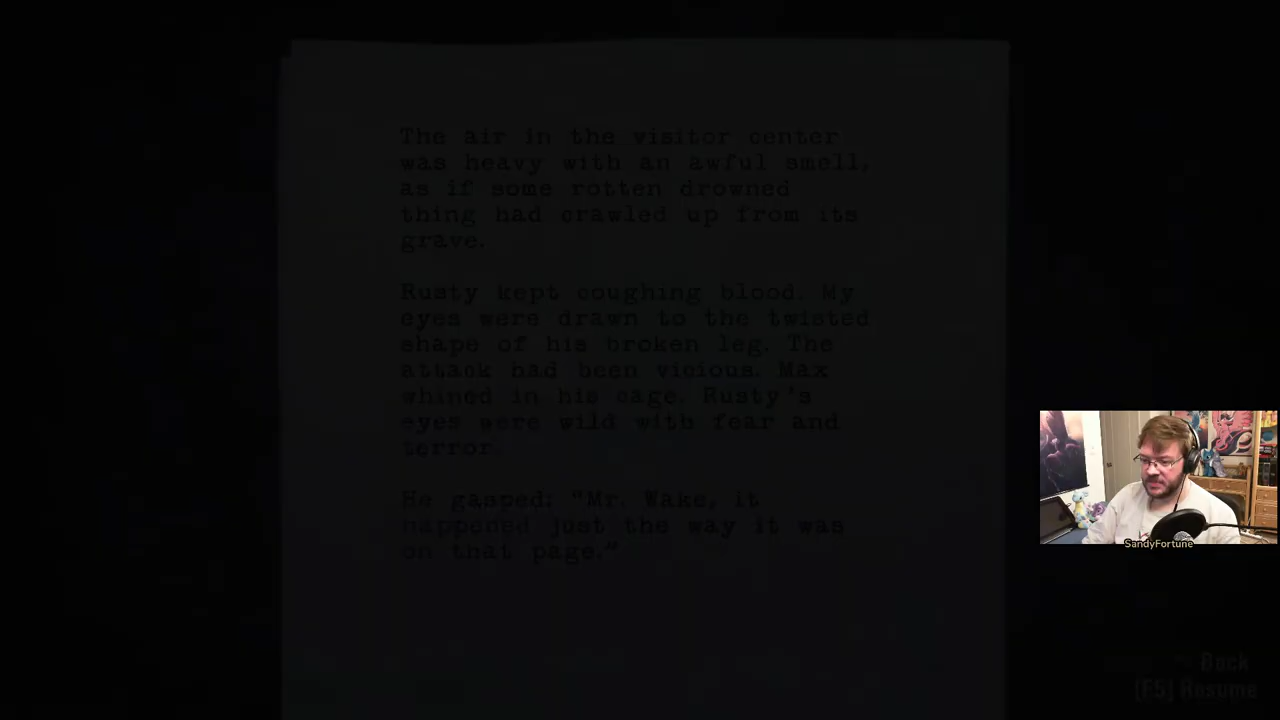 The air in the visitor center
was heavy with an awful smell,
as if some rotten drowned
thing had crawled up from its
grave.
Rusty kept coughing blood. My
eyes were drawn to the twisted
shape of his broken leg. The
attack had been vicious. Max
whined in his cage. Rusty's
eyes were wild with fear and
terror.
He gasped: "Mr. Wake, it
happened just the way it was
on that page."
SandyFortune
Back
[F5] Resume